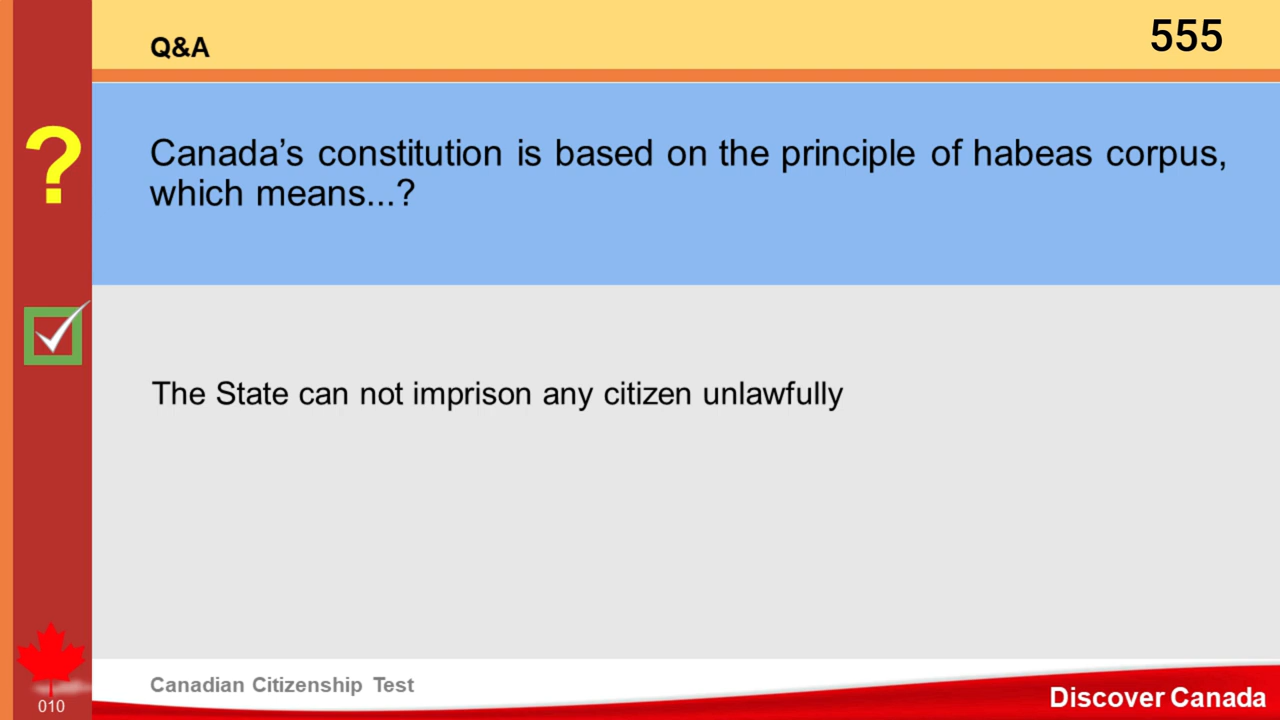 Q&A
555
Canada’s constitution is based on the principle of habeas corpus,
which means...?
?
The State can not imprison any citizen unlawfully
Canadian Citizenship Test
010
Discover Canada